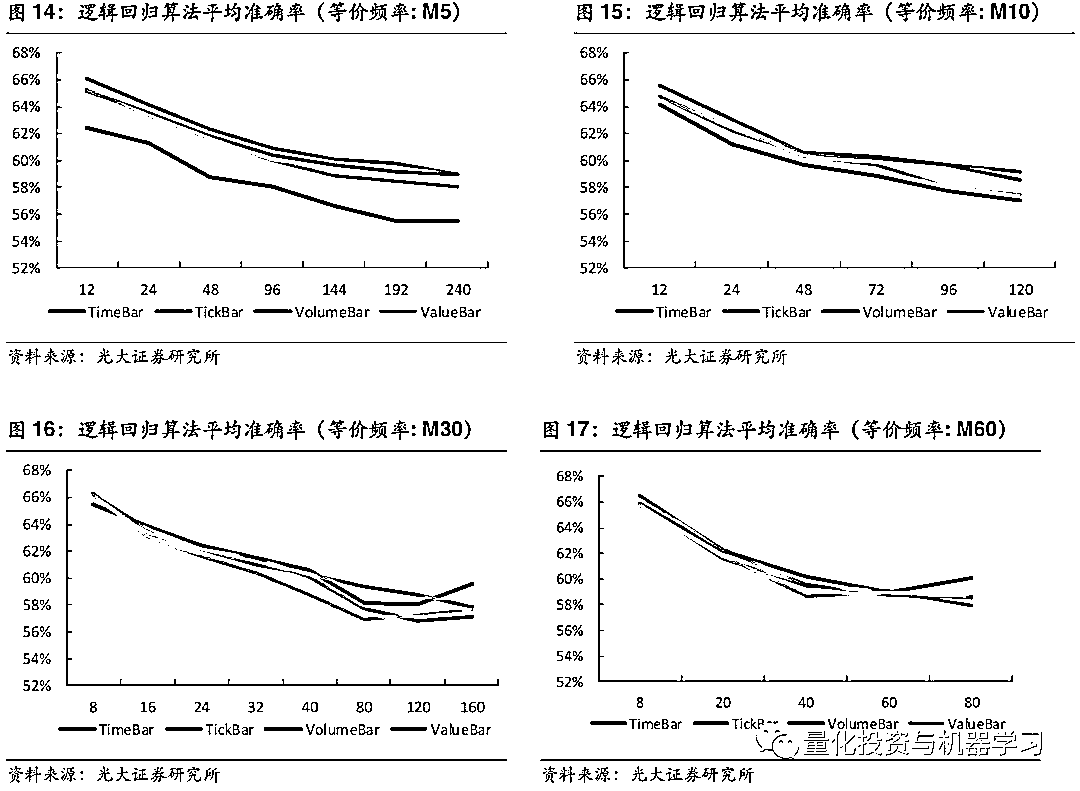 图 14：逻辑回归算法平均准确率（等价频率: M5）
68%
66%
64%
62%
60%
58%
56%
54%
52%
12 24 48 96 144 192 240
TimeBar TickBar VolumeBar ValueBar
资料来源：光大证券研究所
图 15：逻辑回归算法平均准确率（等价频率: M10）
68%
66%
64%
62%
60%
58%
56%
54%
52%
12 24 48 72 96 120
TimeBar TickBar VolumeBar ValueBar
资料来源：光大证券研究所
图 16：逻辑回归算法平均准确率（等价频率: M30）
68%
66%
64%
62%
60%
58%
56%
54%
52%
8 16 24 32 40 80 120 160
TimeBar TickBar VolumeBar ValueBar
资料来源：光大证券研究所
图 17：逻辑回归算法平均准确率（等价频率: M60）
68%
66%
64%
62%
60%
58%
56%
54%
52%
8 20 40 60 80
TimeBar TickBar VolumeBar ValueBar
量化投资与机器学习
资料来源：光大证券研究所